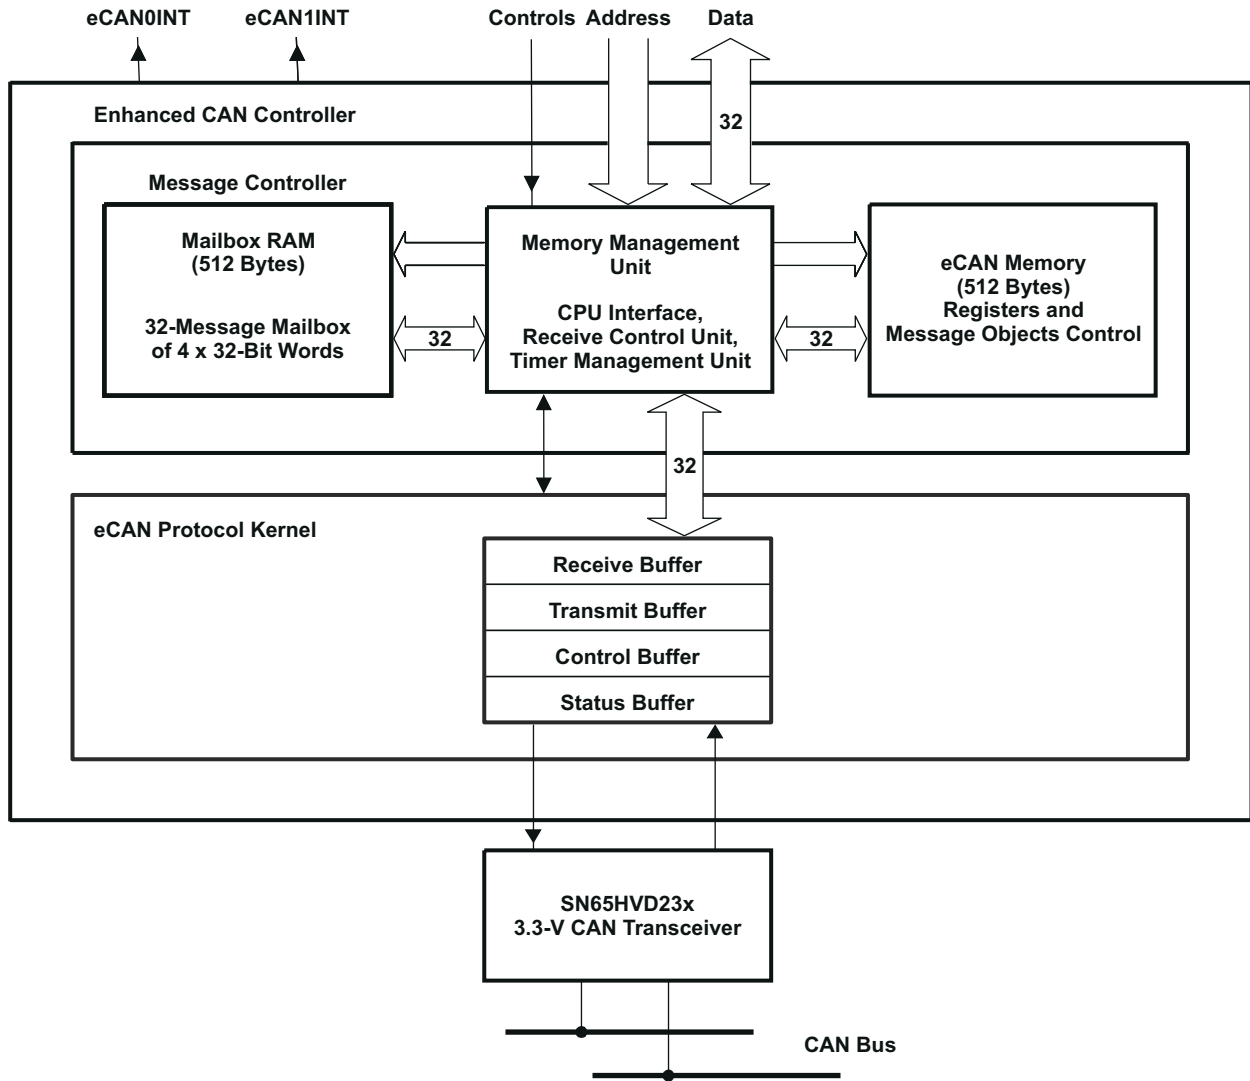 eCAN0INT
eCAN1INT
Controls
Address
Data
32
Enhanced CAN Controller
Message Controller
Mailbox RAM
(512 Bytes)
32-Message Mailbox
of 4 x 32-Bit Words
32
Memory Management
Unit
CPU Interface,
Receive Control Unit,
Timer Management Unit
32
eCAN Memory
(512 Bytes)
Registers and
Message Objects Control
32
eCAN Protocol Kernel
Receive Buffer
Transmit Buffer
Control Buffer
Status Buffer
SN65HVD23x
3.3-V CAN Transceiver
CAN Bus